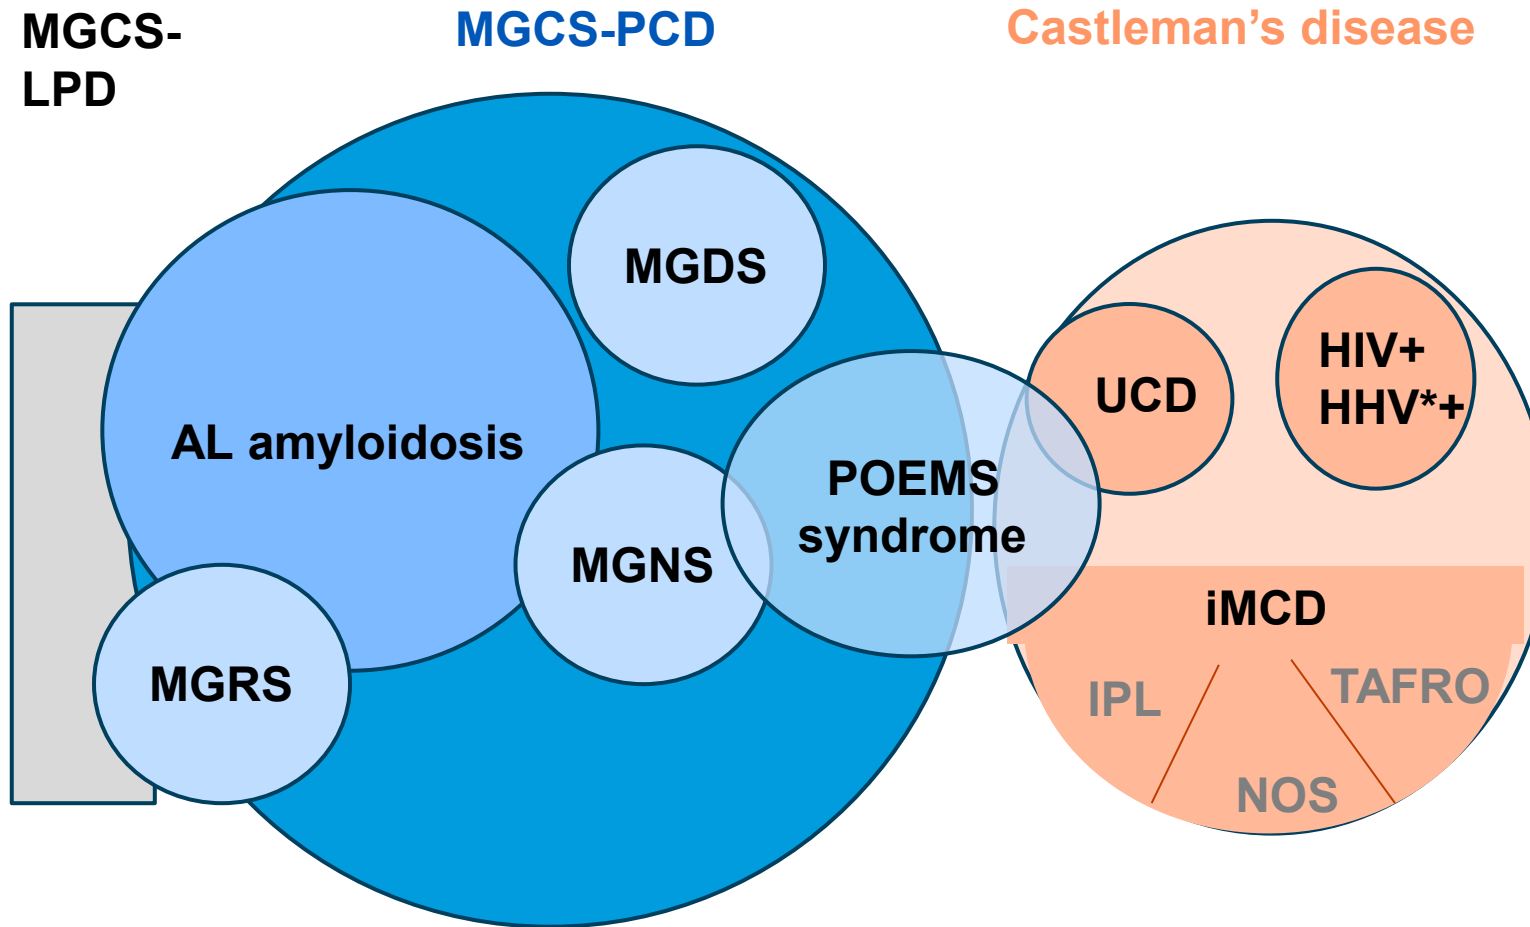 MGCS-
LPD
MGCS-PCD
Castleman’s disease
MGDS
HIV+
HHV*+
UCD
AL amyloidosis
POEMS
syndrome
MGNS
iMCD
MGRS
IPL
TAFRO
NOS